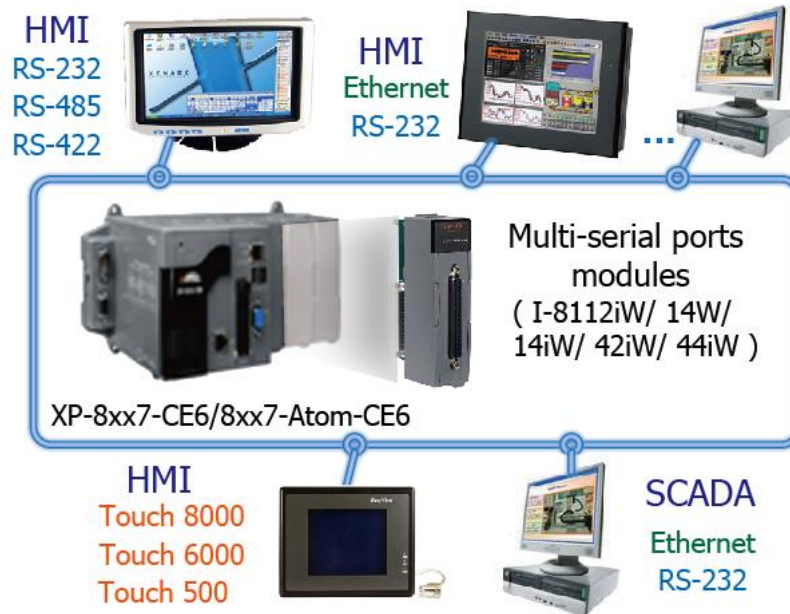 HMI
RS-232
RS-485
RS-422
HMI
Ethernet
RS-232
...
Multi-serial ports
modules
( I-8112iW/ 14W/
14iW/ 42iW/ 44iW )
XP-8xx7-CE6/8xx7-Atom-CE6
HMI
Touch 8000
Touch 6000
Touch 500
SCADA
Ethernet
RS-232